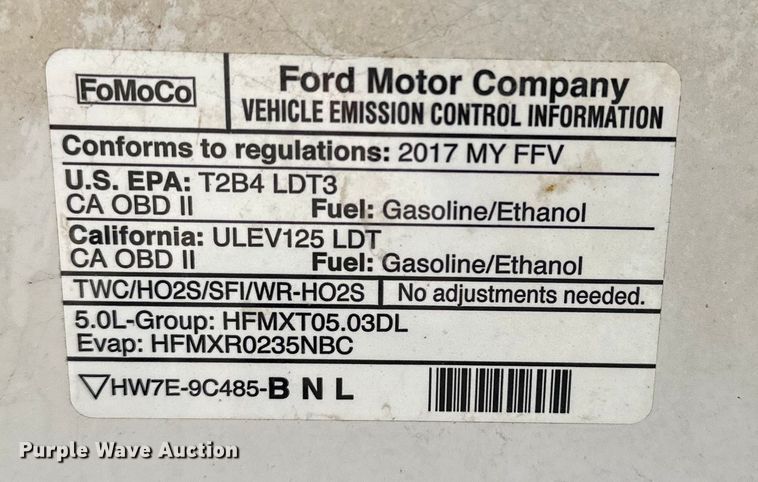 FoMoCo
Ford Motor Company
VEHICLE EMISSION CONTROL INFORMATION
Conforms to regulations: 2017 MY FFV
U.S. EPA: T2B4 LDT3
CA OBD II Fuel: Gasoline/Ethanol
California: ULEV125 LDT
CA OBD II Fuel: Gasoline/Ethanol
TWC/HO2S/SFI/WR-HO2S No adjustments needed.
5.0L-Group: HFMXT05.03DL
Evap: HFMXR0235NBC
▽HW7E-9C485-B N L
Purple Wave Auction